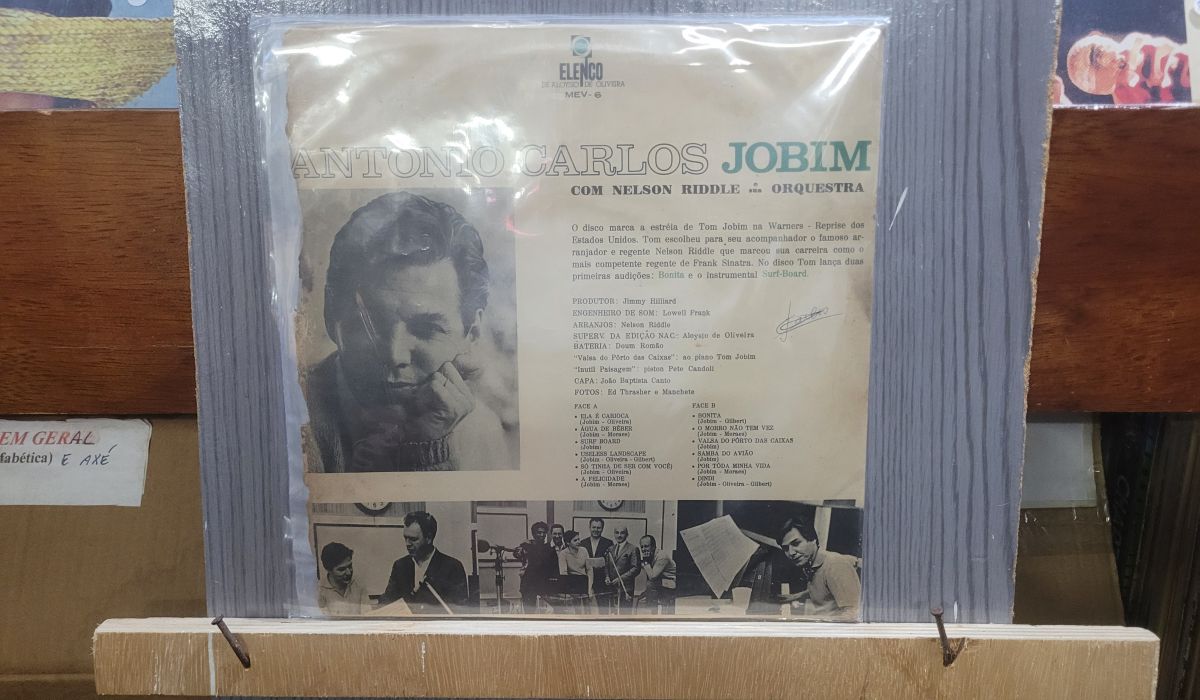 ELENCO
DE ALOYSIO DE OLIVEIRA
MEV-6
ANTONIO CARLOS JOBIM
COM NELSON RIDDLE e sua ORQUESTRA
O disco marca a estréia de Tom Jobim na Warners - Reprise dos
Estados Unidos. Tom escolheu para seu acompanhador o famoso ar-
ranjador e regente Nelson Riddle que marcou sua carreira como o
mais competente regente de Frank Sinatra. No disco Tom lança duas
primeiras audições: Bonita e o instrumental Surf-Board.
PRODUTOR: Jimmy Hilliard
ENGENHEIRO DE SOM: Lowell Frank
ARRANJOS: Nelson Riddle
SUPERV. DA EDIÇÃO NAC: Aloysio de Oliveira
BATERIA: Doum Romão
"Valsa do Pôrto das Caixas": ao piano Tom Jobim
"Inutil Paisagem": piston Pete Candoli
CAPA: João Baptista Canto
FOTOS: Ed Thrasher e Manchete
FACE A
• ELA É CARIOCA
(Jobim - Oliveira)
• ÁGUA DE BEBER
(Jobim - Moraes)
• SURF BOARD
(Jobim)
• USELESS LANDSCAPE
(Jobim - Oliveira - Gilbert)
• SÓ TINHA DE SER COM VOCÊ
(Jobim - Oliveira)
• A FELICIDADE
(Jobim - Moraes)
FACE B
• BONITA
(Jobim - Gilbert)
• O MORRO NÃO TEM VEZ
(Jobim - Moraes)
• VALSA DO PÔRTO DAS CAIXAS
(Jobim)
• SAMBA DO AVIÃO
(Jobim)
• POR TÔDA MINHA VIDA
(Jobim - Moraes)
• DINDI
(Jobim - Oliveira - Gilbert)
EM GERAL
fabética) E AXÉ